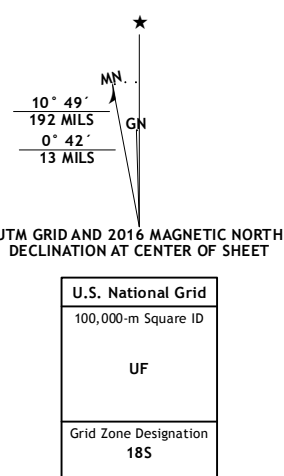 ★
MN
GN
10° 49´
192 MILS
0° 42´
13 MILS
UTM GRID AND 2016 MAGNETIC NORTH
DECLINATION AT CENTER OF SHEET
U.S. National Grid
100,000-m Square ID
UF
Grid Zone Designation
18S